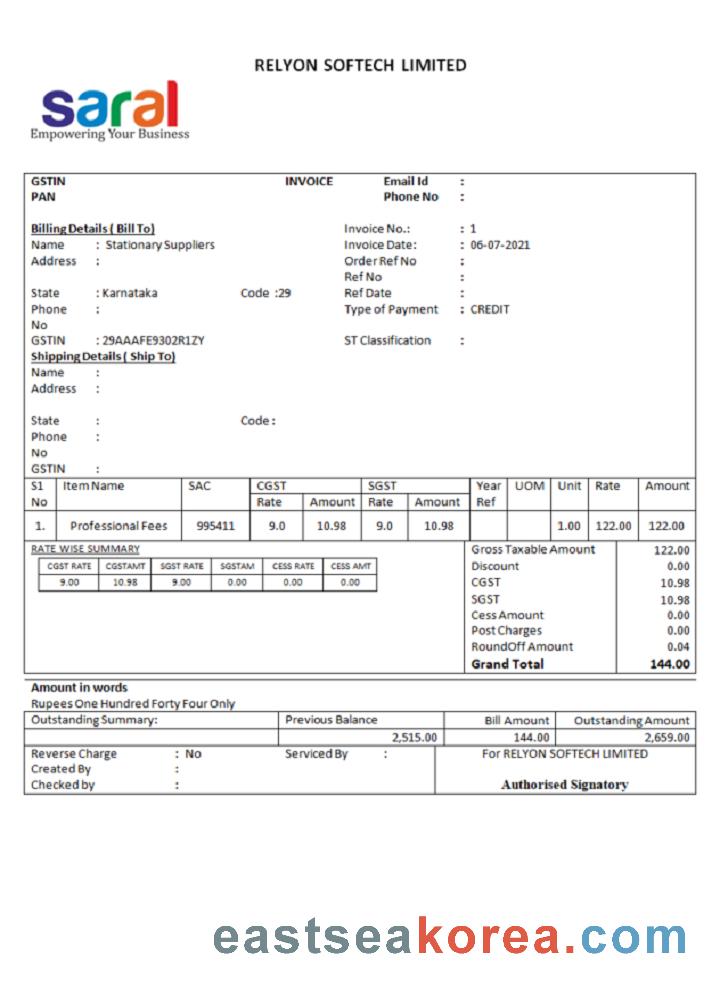 RELYON SOFTECH LIMITED
saral
Empowering Your Business
GSTIN INVOICE Email Id :
PAN Phone No :
Billing Details ( Bill To) Invoice No.: : 1
Name : Stationary Suppliers Invoice Date: : 06-07-2021
Address : Order Ref No :
Ref No :
State : Karnataka Code :29 Ref Date :
Phone : Type of Payment : CREDIT
No
GSTIN : 29AAAFE9302R1ZY ST Classification :
Shipping Details ( Ship To)
Name :
Address :
State : Code :
Phone :
No
GSTIN :
S1 Item Name SAC CGST SGST Year UOM Unit Rate Amount
No Rate Amount Rate Amount Ref
1. Professional Fees 995411 9.0 10.98 9.0 10.98 1.00 122.00 122.00
RATE WISE SUMMARY Gross Taxable Amount 122.00
CGST RATE CGSTAMT SGST RATE SGSTAM CESS RATE CESS AMT Discount 0.00
9.00 10.98 9.00 0.00 0.00 0.00 CGST 10.98
SGST 10.98
Cess Amount 0.00
Post Charges 0.00
RoundOff Amount 0.04
Grand Total 144.00
Amount in words
Rupees One Hundred Forty Four Only
Outstanding Summary: Previous Balance Bill Amount Outstanding Amount
2,515.00 144.00 2,659.00
Reverse Charge : No Serviced By : For RELYON SOFTECH LIMITED
Created By :
Checked by : Authorised Signatory
eastseakorea.com